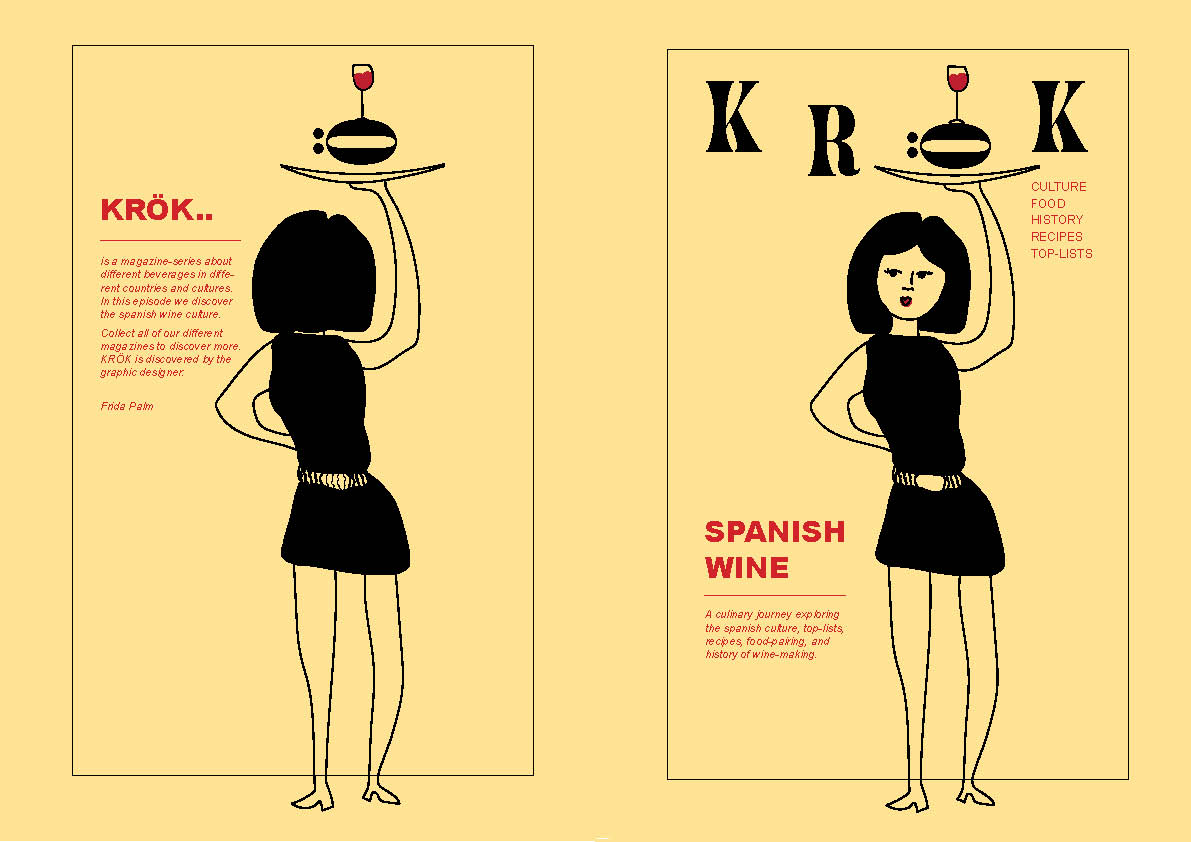 KRÖK..
is a magazine-series about
different beverages in diffe-
rent countries and cultures.
In this episode we discover
the spanish wine culture.
Collect all of our different
magazines to discover more.
KRÖK is discovered by the
graphic designer:
Frida Palm
KRÖK
CULTURE
FOOD
HISTORY
RECIPES
TOP-LISTS
SPANISH
WINE
A culinary journey exploring
the spanish culture, top-lists,
recipes, food-pairing, and
history of wine-making.